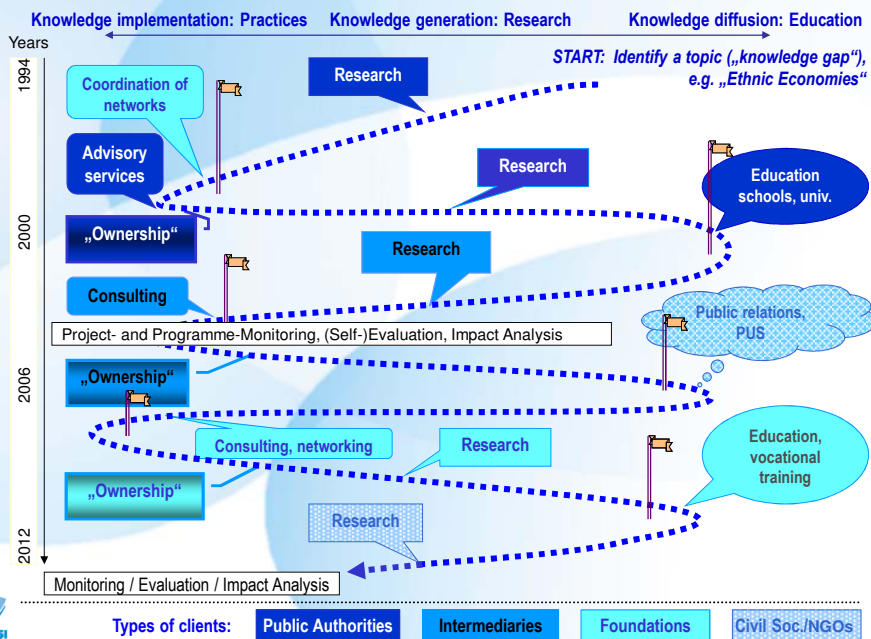 Knowledge implementation: Practices Knowledge generation: Research Knowledge diffusion: Education
Years
START: Identify a topic („knowledge gap“),
e.g. „Ethnic Economies“
1994
Coordination of
networks
Research
Advisory
services
Research
Education
schools, univ.
2000
„Ownership“
Research
Consulting
Public relations,
PUS
Project- and Programme-Monitoring, (Self-)Evaluation, Impact Analysis
2006
„Ownership“
Consulting, networking
Research
Education,
vocational
training
„Ownership“
Research
2012
Monitoring / Evaluation / Impact Analysis
Types of clients: Public Authorities Intermediaries Foundations Civil Soc./NGOs